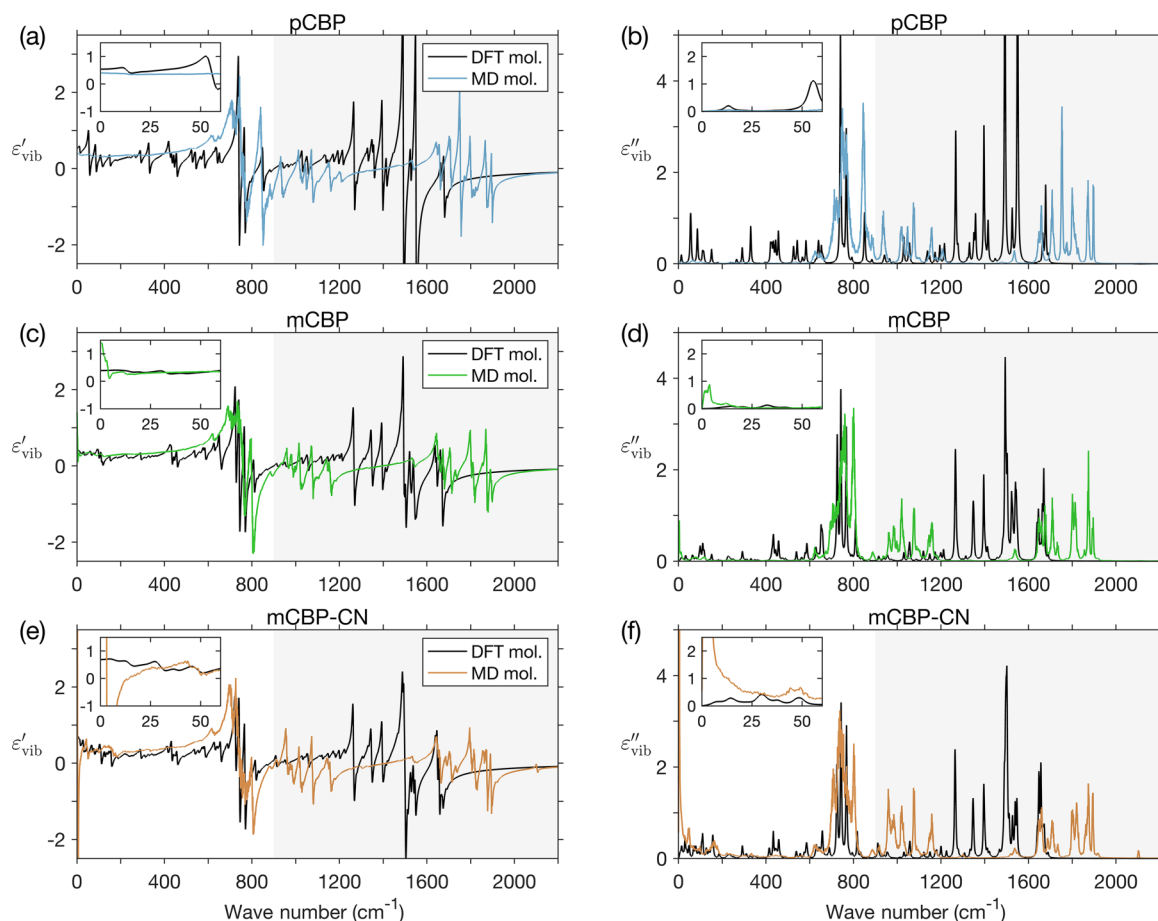 (a) pCBP
DFT mol.
MD mol.
1
0
-1
0 25 50
2
0
-2
ε′vib
0 400 800 1200 1600 2000
(b) pCBP
DFT mol.
MD mol.
2
1
0
0 25 50
4
2
0
ε″vib
0 400 800 1200 1600 2000
(c) mCBP
DFT mol.
MD mol.
1
0
-1
0 25 50
2
0
-2
ε′vib
0 400 800 1200 1600 2000
(d) mCBP
2
1
0
0 25 50
4
2
0
ε″vib
0 400 800 1200 1600 2000
(e) mCBP-CN
DFT mol.
MD mol.
1
0
-1
0 25 50
2
0
-2
ε′vib
0 400 800 1200 1600 2000
Wave number (cm⁻¹)
(f) mCBP-CN
2
1
0
0 25 50
4
2
0
ε″vib
0 400 800 1200 1600 2000
Wave number (cm⁻¹)